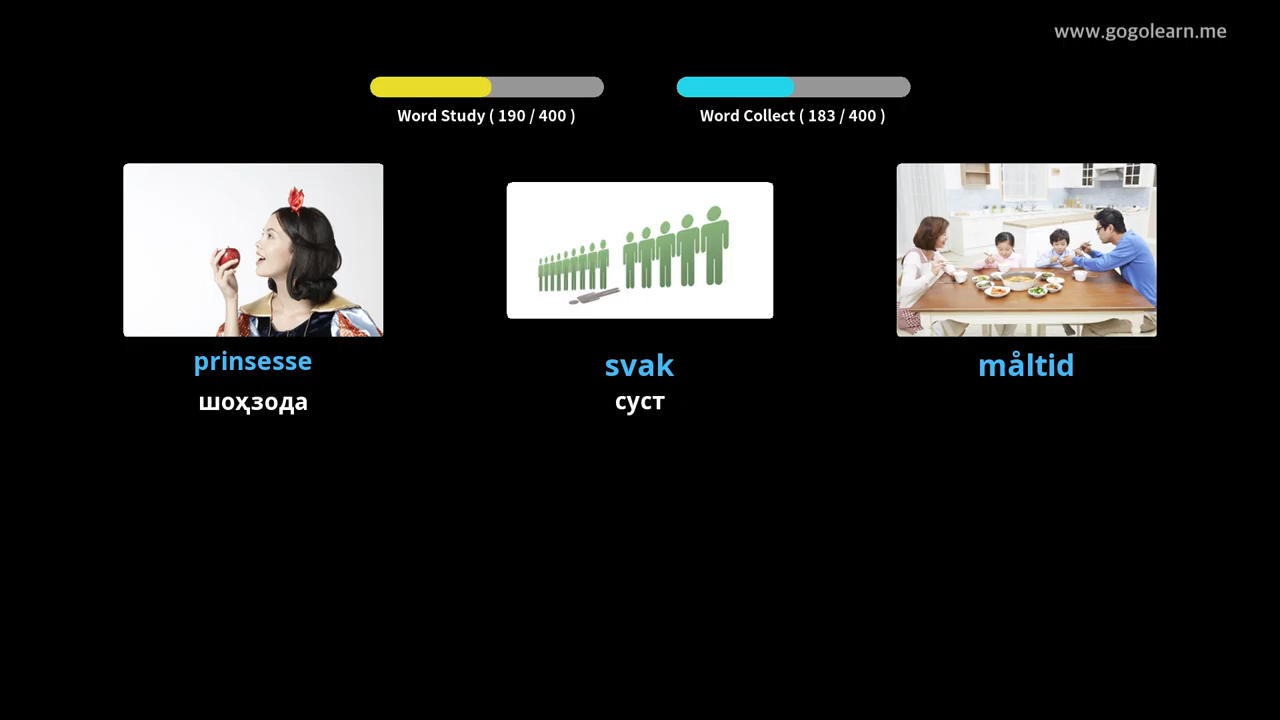 www.gogolearn.me
Word Study ( 190 / 400 )
Word Collect ( 183 / 400 )
prinsesse
шоҳзода
svak
суст
måltid